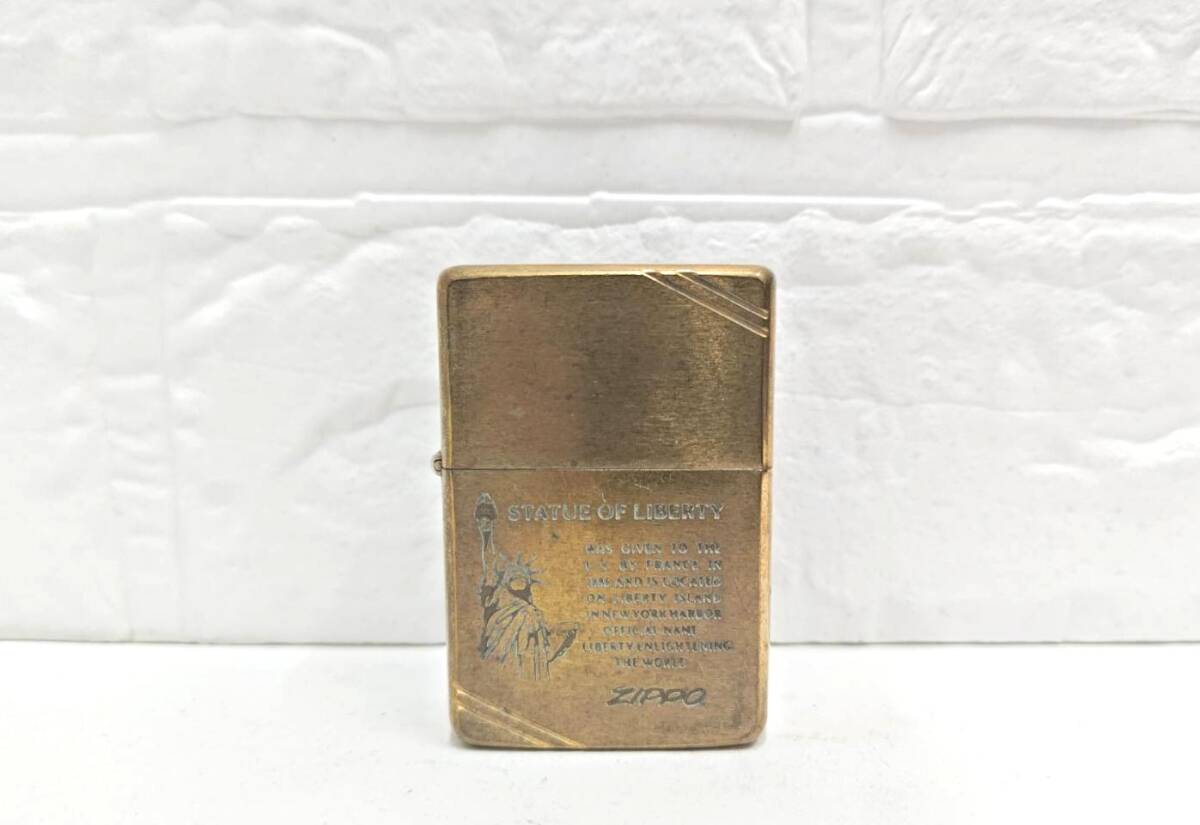 STATUE OF LIBERTY
WAS GIVEN TO THE
U.S. BY FRANCE IN
1886 AND IS LOCATED
ON LIBERTY ISLAND
IN NEW YORK HARBOR
OFFICIAL NAME
LIBERTY ENLIGHTENING
THE WORLD
ZIPPO